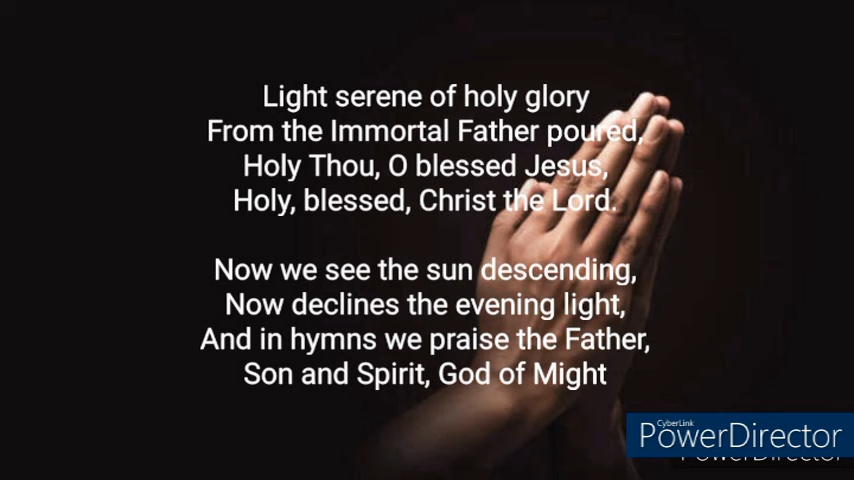 Light serene of holy glory
From the Immortal Father poured,
Holy Thou, O blessed Jesus,
Holy, blessed, Christ the Lord.
Now we see the sun descending,
Now declines the evening light,
And in hymns we praise the Father,
Son and Spirit, God of Might
CyberLink
PowerDirector
PowerDirector